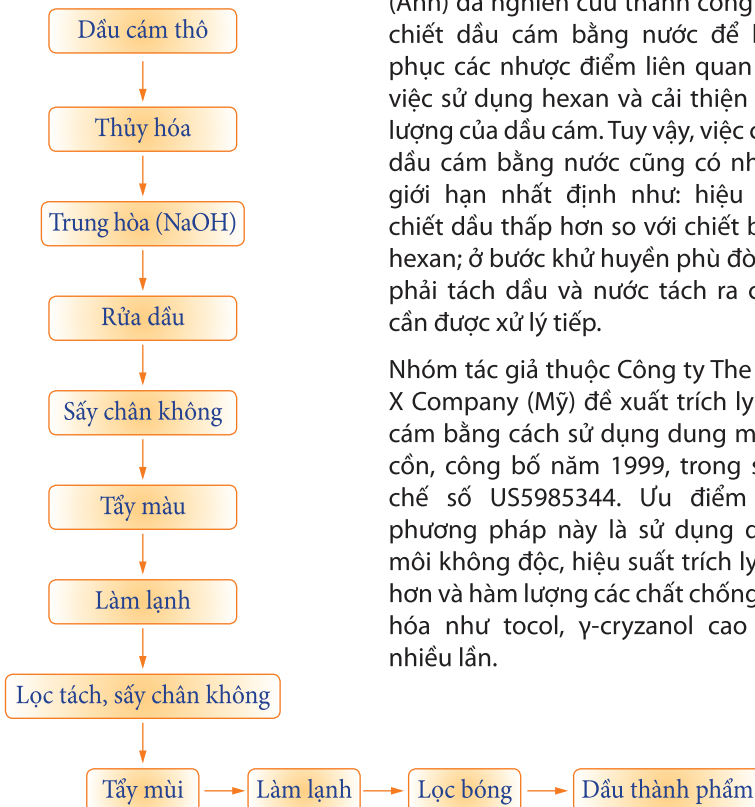 Dầu cám thô
Thủy hóa
Trung hòa (NaOH)
Rửa dầu
Sấy chân không
Tẩy màu
Làm lạnh
Lọc tách, sấy chân không
Tẩy mùi
Làm lạnh
Lọc bóng
Dầu thành phẩm
(Anh) đã nghiên cứu thành công
chiết dầu cám bằng nước để
phục các nhược điểm liên quan
việc sử dụng hexan và cải thiện
lượng của dầu cám. Tuy vậy, việc
dầu cám bằng nước cũng có
giới hạn nhất định như: hiệu
chiết dầu thấp hơn so với chiết
hexan; ở bước khử huyền phù
phải tách dầu và nước tách ra
cần được xử lý tiếp.
Nhóm tác giả thuộc Công ty The
X Company (Mỹ) đề xuất trích ly
cám bằng cách sử dụng dung
cồn, công bố năm 1999, trong
chế số US5985344. Ưu điểm
phương pháp này là sử dụng
môi không độc, hiệu suất trích ly
hơn và hàm lượng các chất chống
hóa như tocol, γ-cryzanol cao
nhiều lần.